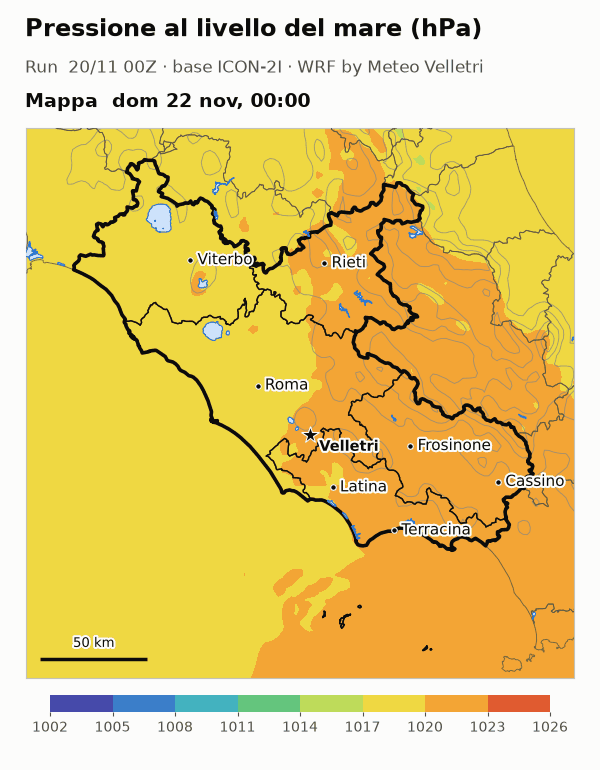 Pressione al livello del mare (hPa)
Run  20/11 00Z · base ICON-2I · WRF by Meteo Velletri
Mappa  dom 22 nov, 00:00
Viterbo
Rieti
Roma
Velletri
Frosinone
Cassino
Latina
Terracina
50 km
1002 1005 1008 1011 1014 1017 1020 1023 1026